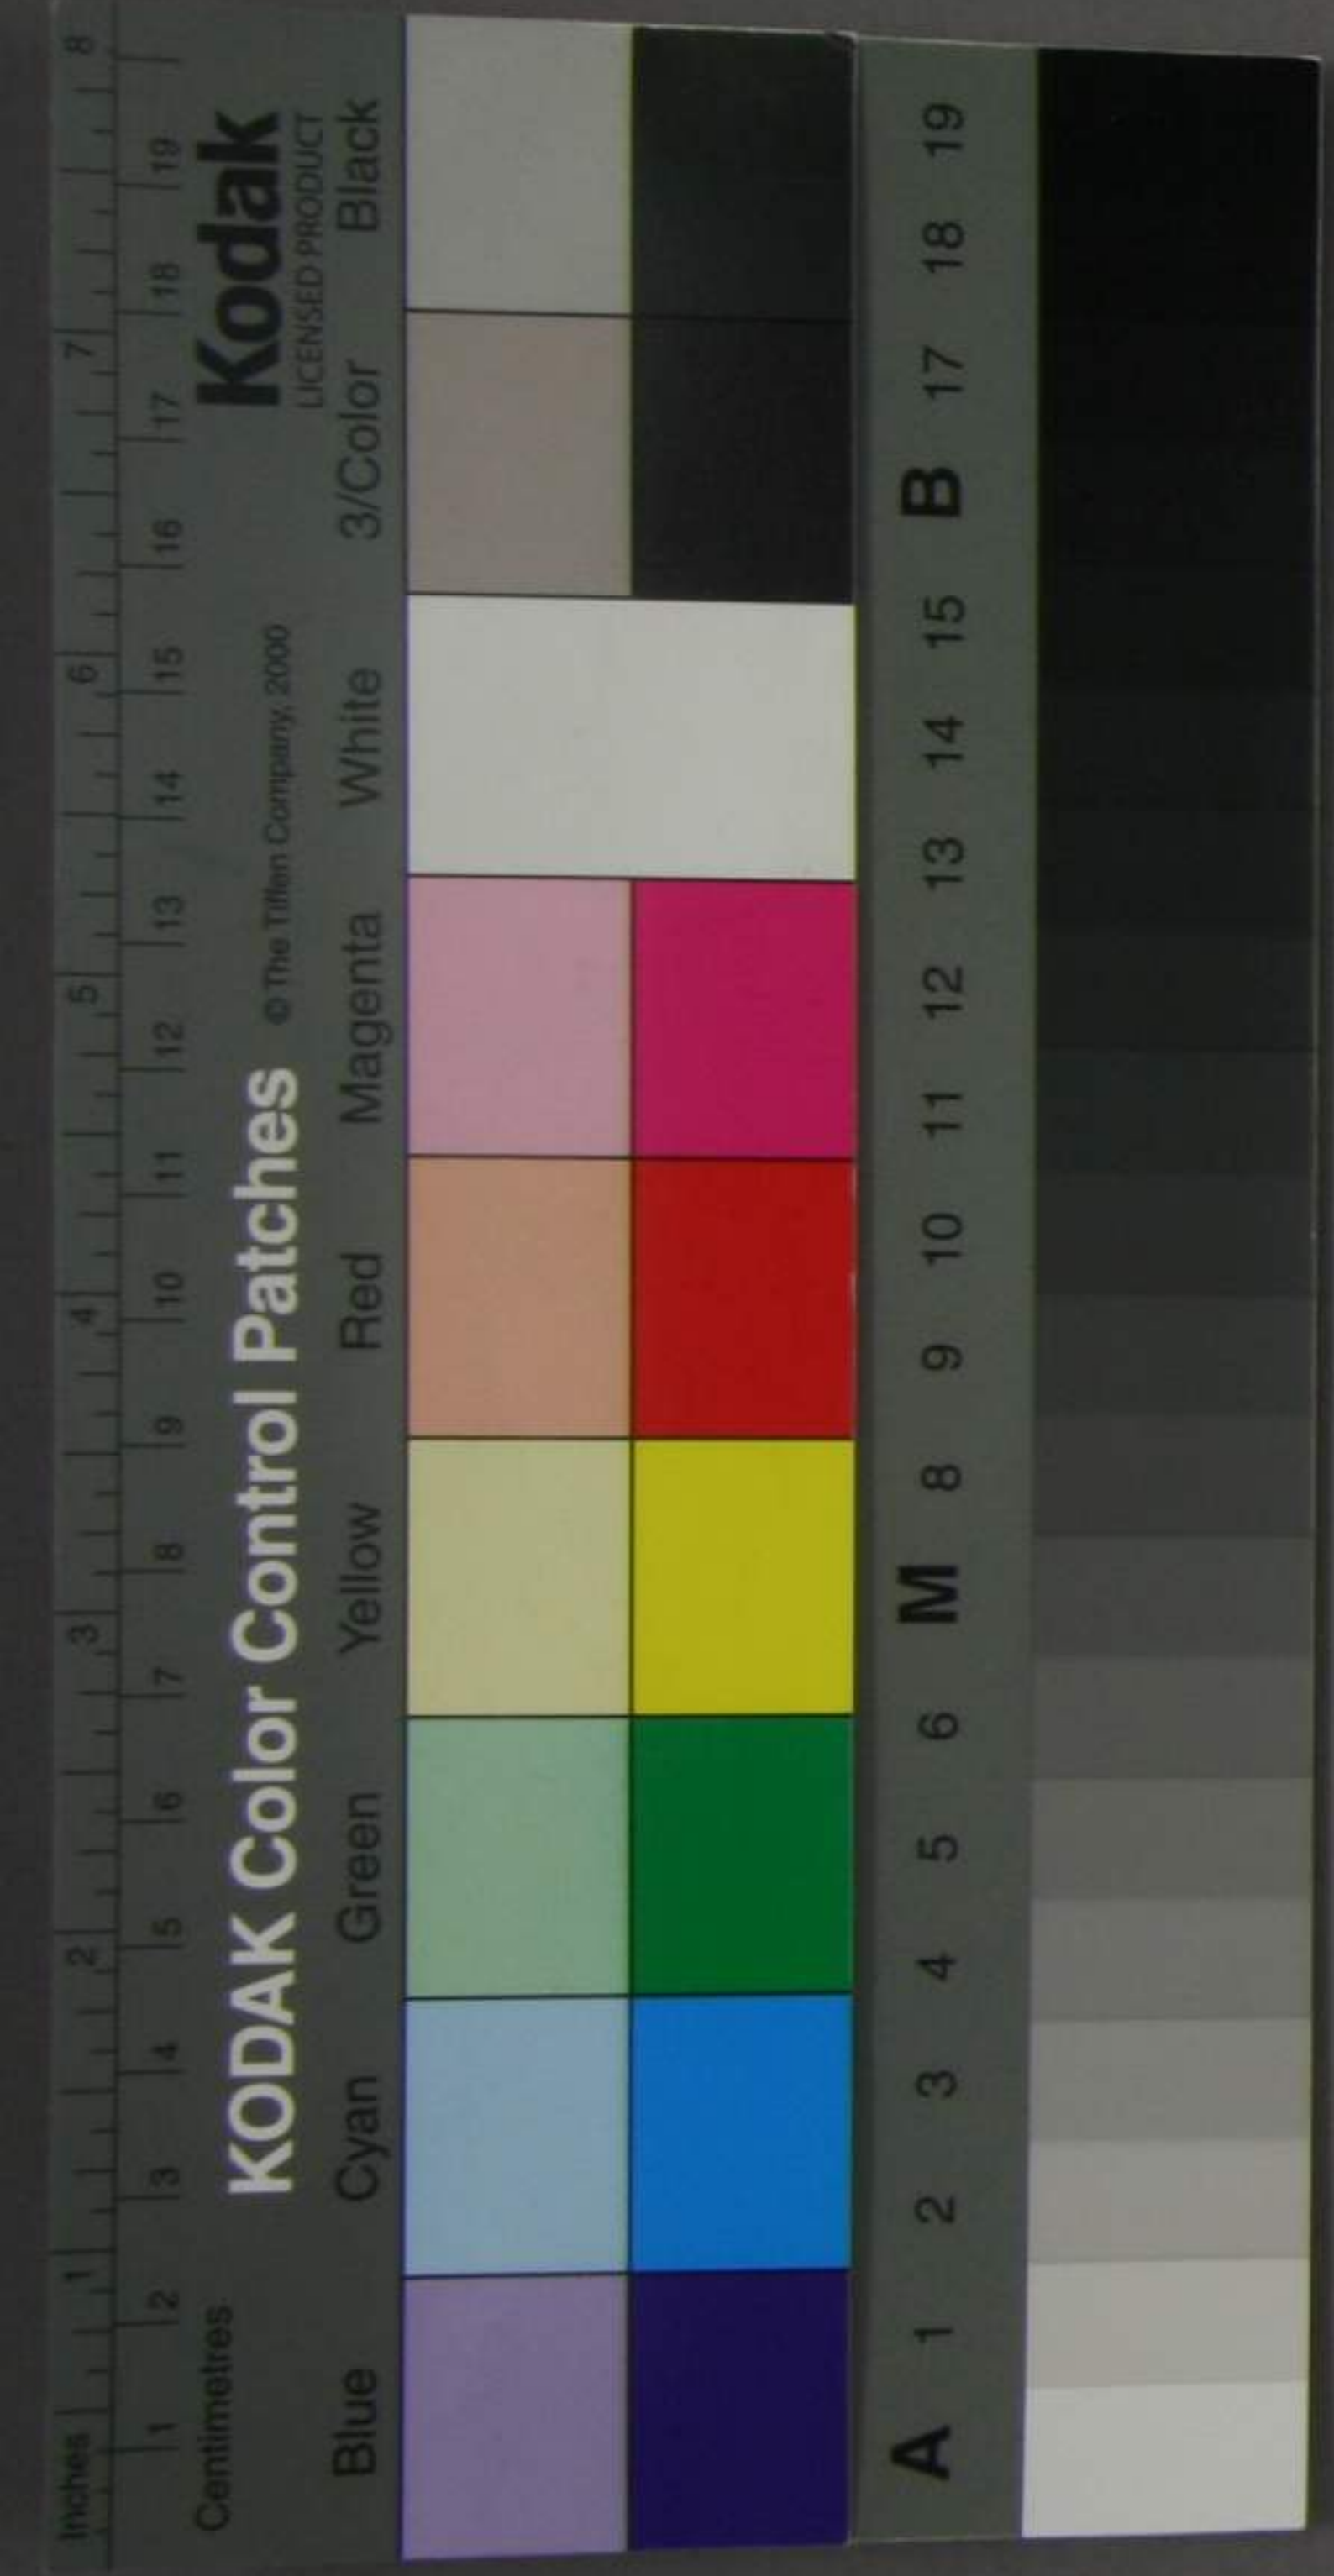 Inches 1 2 3 4 5 6 7 8
1 2 3 4 5 6 7 8 9 10 11 12 13 14 15 16 17 18 19
Centimetres
KODAK Color Control Patches © The Tiffen Company, 2000 Kodak
LICENSED PRODUCT
Blue Cyan Green Yellow Red Magenta White 3/Color Black
A 1 2 3 4 5 6 M 8 9 10 11 12 13 14 15 B 17 18 19